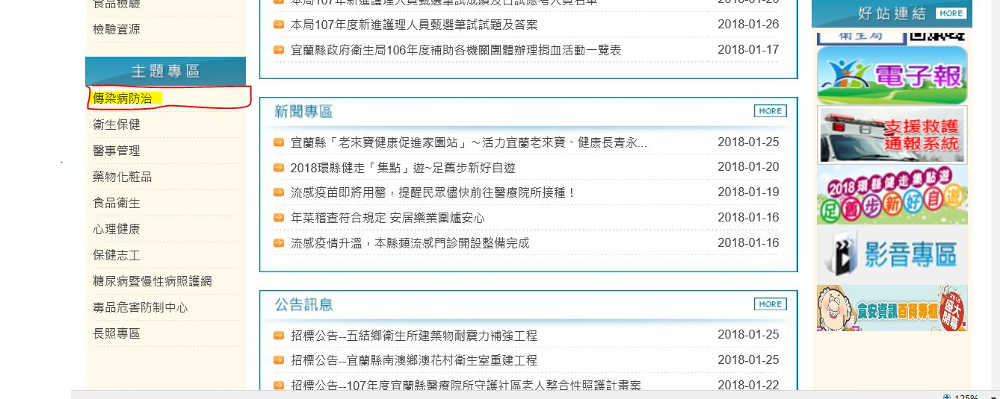 食品檢驗
檢驗資源
主題專區
傳染病防治
衛生保健
醫事管理
藥物化粧品
食品衛生
心理健康
保健志工
糖尿病暨慢性病照護網
毒品危害防制中心
長照專區
本局107年新進護理人員甄選筆試成績及口試應考人員名單
本局107年度新進護理人員甄選筆試試題及答案 2018-01-26
宜蘭縣政府衛生局106年度補助各機關團體辦理捐血活動一覽表 2018-01-17
新聞專區 MORE
宜蘭縣「老來寶健康促進家園站」～活力宜蘭老來寶、健康長青永... 2018-01-25
2018環縣健走「集點」遊~足舊步新好自遊 2018-01-20
流感疫苗即將用罄，提醒民眾儘快前往醫療院所接種！ 2018-01-19
年菜稽查符合規定 安居樂業圍爐安心 2018-01-16
流感疫情升溫，本縣類流感門診開設整備完成 2018-01-16
公告訊息 MORE
招標公告--五結鄉衛生所建築物耐震力補強工程 2018-01-25
招標公告--宜蘭縣南澳鄉澳花村衛生室重建工程 2018-01-25
招標公告--107年度宜蘭縣醫療院所守護社區老人整合性照護計畫案 2018-01-22
好站連結 MORE
衛生局
電子報
支援救護
通報系統
2018環縣健走集點遊
足舊步新好自遊
影音專區
食安資訊百貨專櫃
2016
盛大
開幕
125%